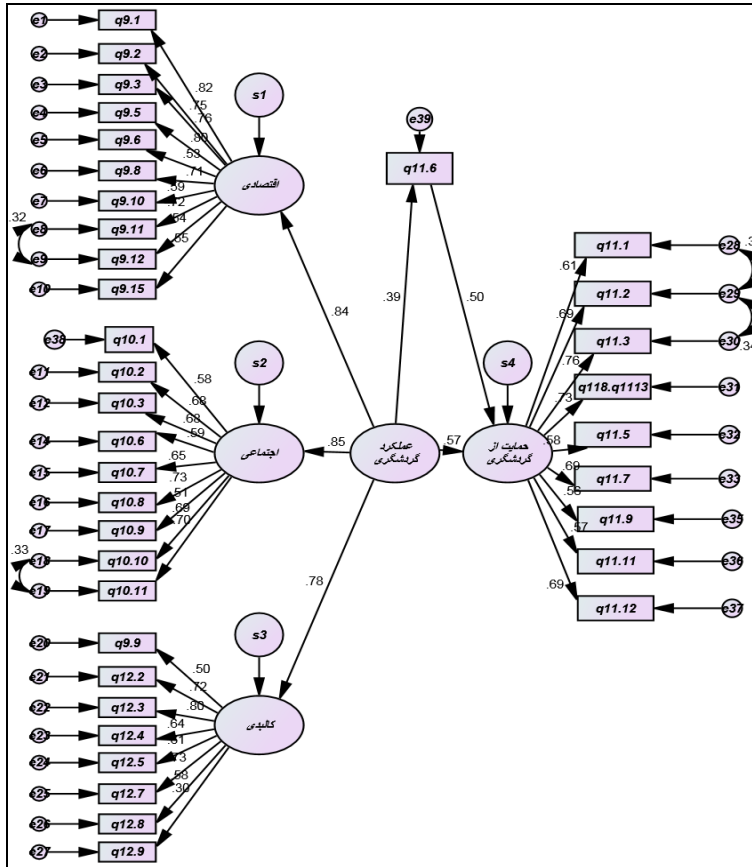 e1
q9.1
e2
q9.2
e3
q9.3
e4
q9.5
e5
q9.6
e6
q9.8
e7
q9.10
e8
q9.11
e9
q9.12
e10
q9.15
.32
.82
.75
.76
.80
.53
.71
.59
.72
.54
.55
s1
اقتصادی
.84
e38
q10.1
e11
q10.2
e12
q10.3
e14
q10.6
e15
q10.7
e16
q10.8
e17
q10.9
e18
q10.10
e19
q10.11
.33
.58
.68
.68
.59
.65
.73
.51
.69
.70
s2
اجتماعی
.85
e20
q9.9
e21
q12.2
e22
q12.3
e23
q12.4
e24
q12.5
e25
q12.7
e26
q12.8
e27
q12.9
.50
.72
.80
.64
.61
.73
.58
.30
s3
کالبدی
.78
عملکرد
گردشگری
e39
q11.6
.39
.50
.57
s4
حمایت از
گردشگری
.61
.69
.76
.73
.58
.69
.56
.57
.69
q11.1
e28
q11.2
e29
q11.3
e30
.34
q118.q1113
e31
q11.5
e32
q11.7
e33
q11.9
e35
q11.11
e36
q11.12
e37